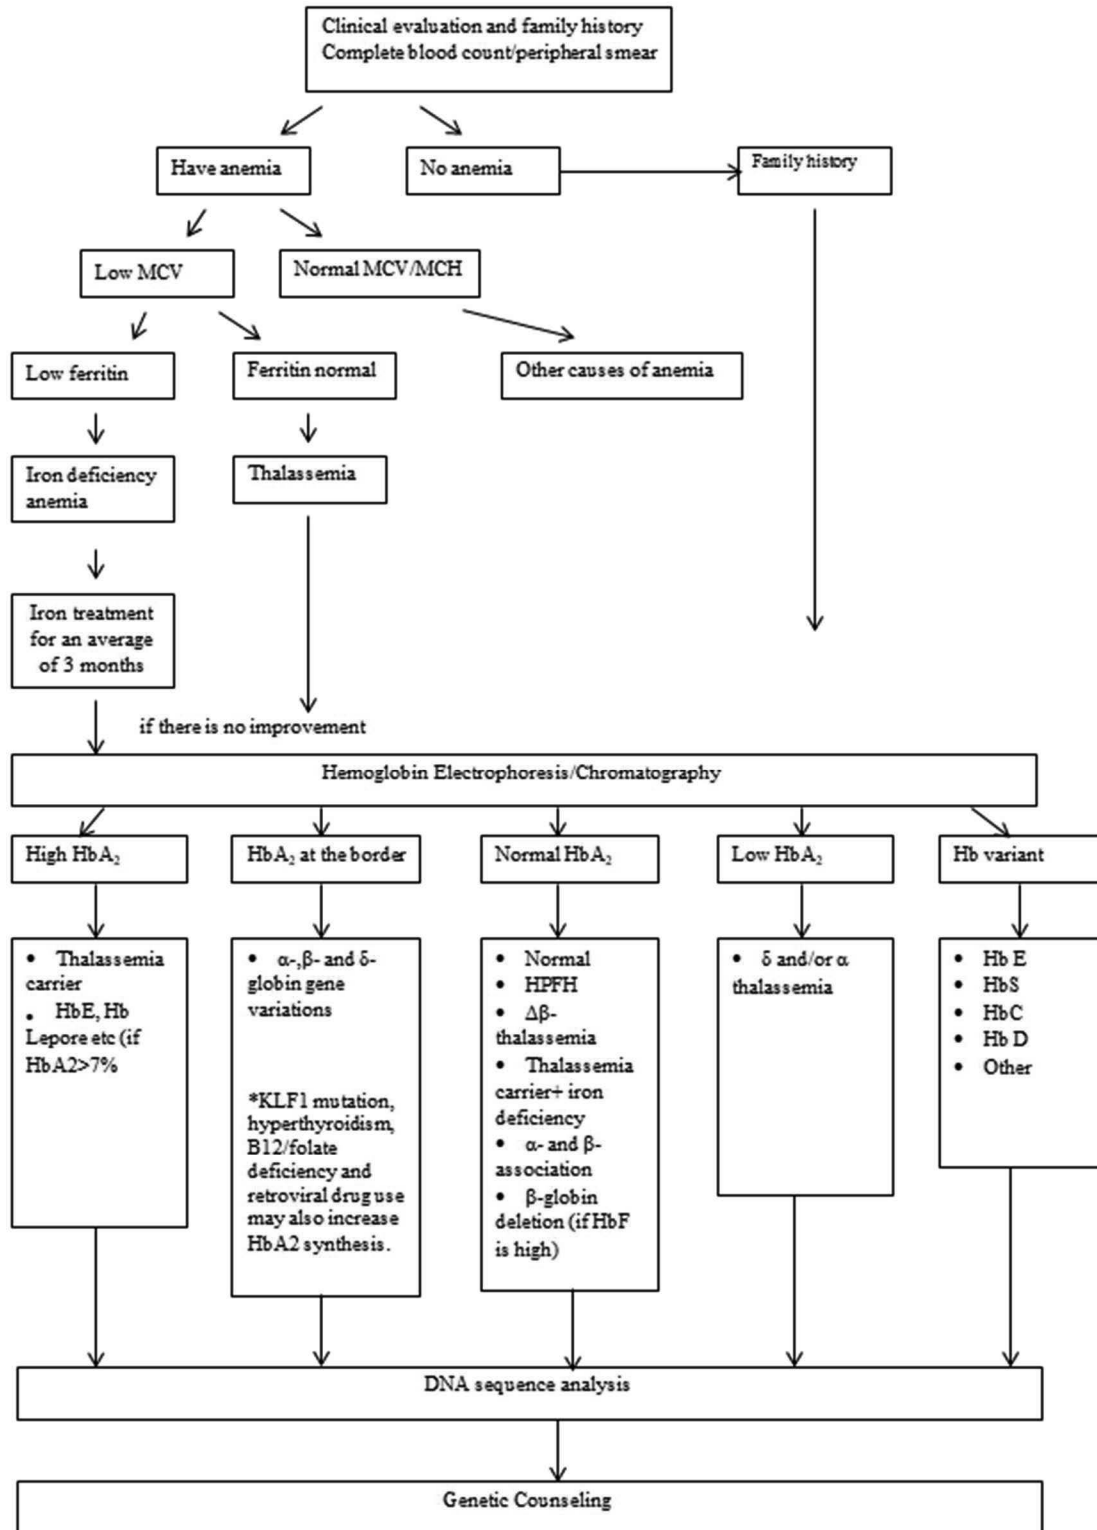 Clinical evaluation and family history
Complete blood count/peripheral smear
Have anemia
No anemia
Family history
Low MCV
Normal MCV/MCH
Low ferritin
Ferritin normal
Other causes of anemia
Iron deficiency
anemia
Thalassemia
Iron treatment
for an average
of 3 months
if there is no improvement
Hemoglobin Electrophoresis/Chromatography
High HbA₂
HbA₂ at the border
Normal HbA₂
Low HbA₂
Hb variant
• Thalassemia
carrier
• HbE, Hb
Lepore etc (if
HbA2>7%
• α-,β- and δ-
globin gene
variations
*KLF1 mutation,
hyperthyroidism,
B12/folate
deficiency and
retroviral drug use
may also increase
HbA2 synthesis.
• Normal
• HPFH
• Δβ-
thalassemia
• Thalassemia
carrier+ iron
deficiency
• α- and β-
association
• β-globin
deletion (if HbF
is high)
• δ and/or α
thalassemia
• Hb E
• HbS
• HbC
• Hb D
• Other
DNA sequence analysis
Genetic Counseling